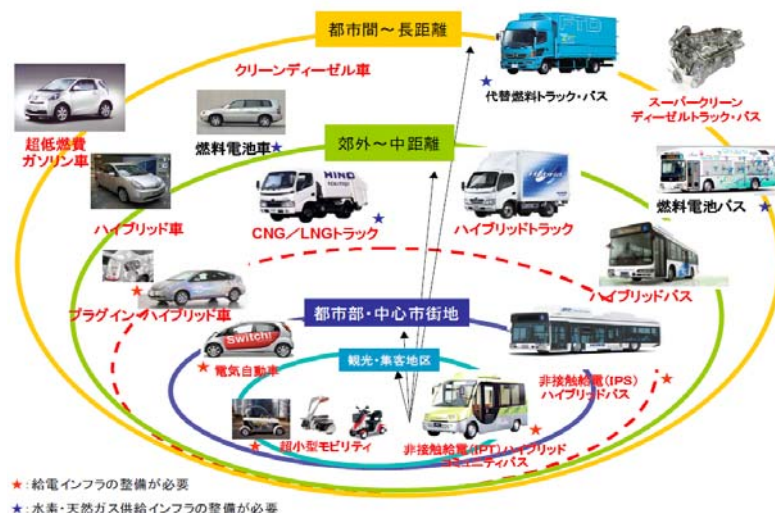 都市間~長距離
クリーンディーゼル車
代替燃料トラック・バス
スーパークリーン
ディーゼルトラック・バス
超低燃費
ガソリン車
燃料電池車★
郊外~中距離
HINO
ハイブリッド車
CNG/LNGトラック
ハイブリッドトラック
燃料電池バス
プラグイン・ハイブリッド車
ハイブリッドバス
都市部・中心市街地
Switch!
★電気自動車
観光・集客地区
非接触給電(IPS)
ハイブリッドバス
★超小型モビリティ
非接触給電(IPT)ハイブリッド
コミュニティバス
★:給電インフラの整備が必要
★:水素・天然ガス供給インフラの整備が必要